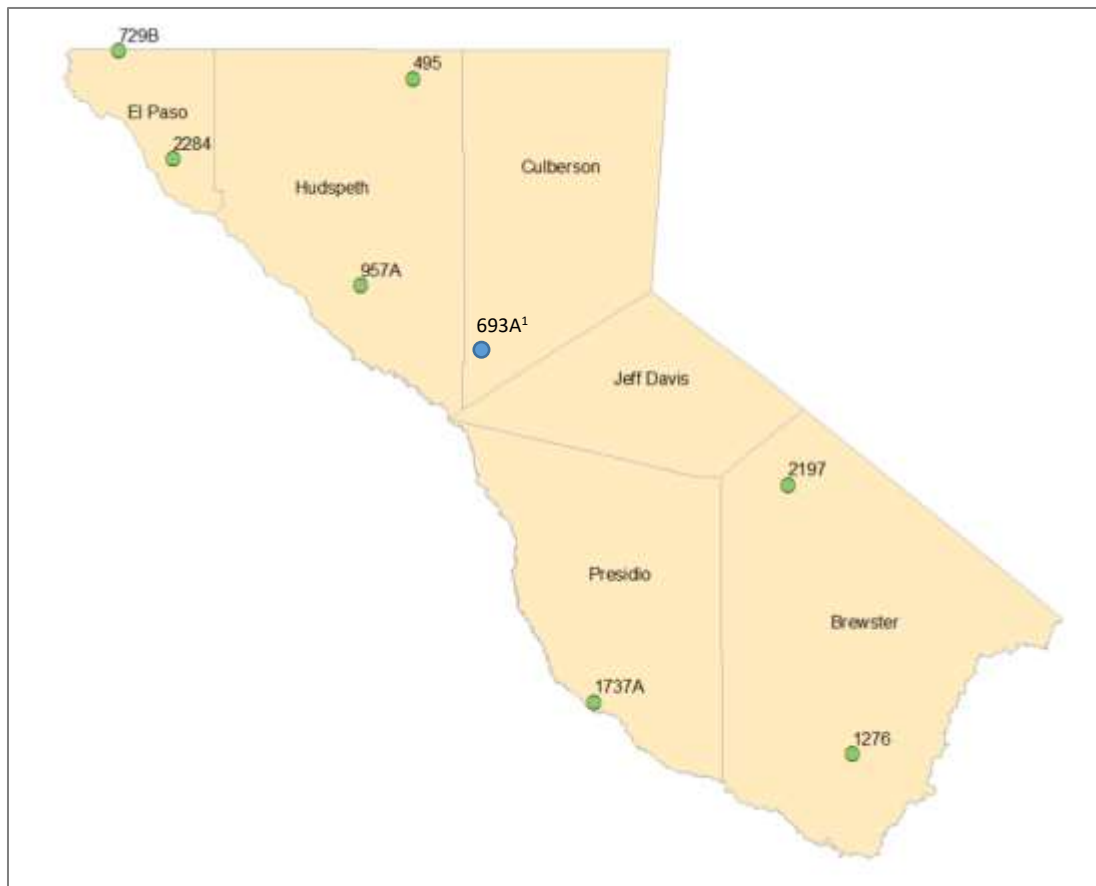 729B
495
El Paso
2284
Culberson
Hudspeth
957A
693A¹
Jeff Davis
2197
Presidio
Brewster
1737A
1276